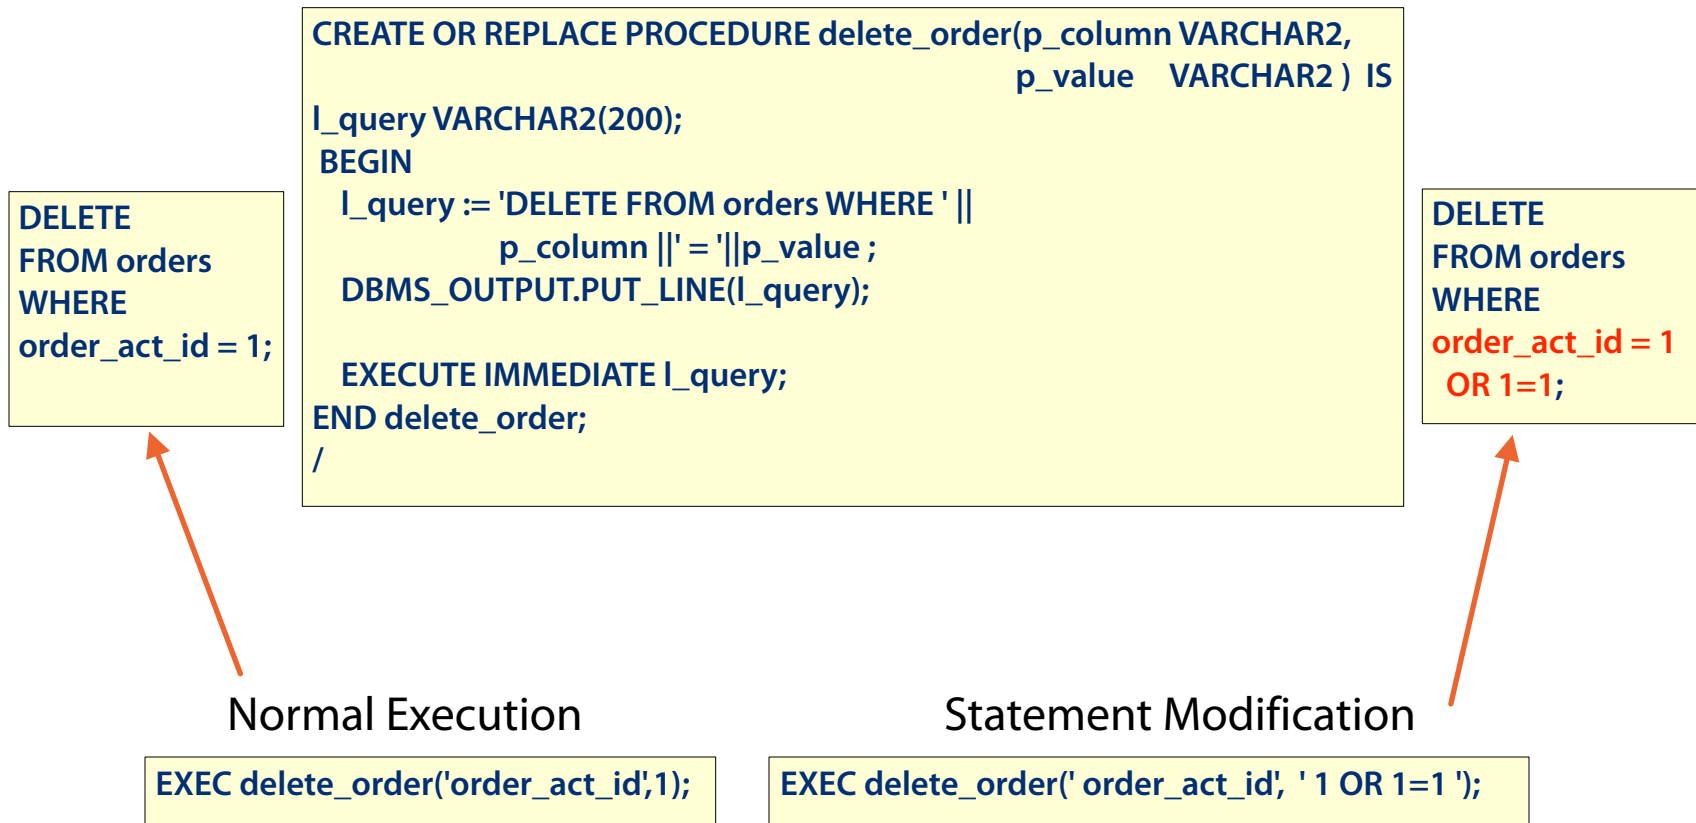 CREATE OR REPLACE PROCEDURE delete_order(p_column VARCHAR2,
p_value VARCHAR2 ) IS
l_query VARCHAR2(200);
BEGIN
l_query := 'DELETE FROM orders WHERE ' ||
p_column ||' = '||p_value ;
DBMS_OUTPUT.PUT_LINE(l_query);
EXECUTE IMMEDIATE l_query;
END delete_order;
/
DELETE
FROM orders
WHERE
order_act_id = 1;
DELETE
FROM orders
WHERE
order_act_id = 1
OR 1=1;
Normal Execution
EXEC delete_order('order_act_id',1);
Statement Modification
EXEC delete_order(' order_act_id', ' 1 OR 1=1 ');